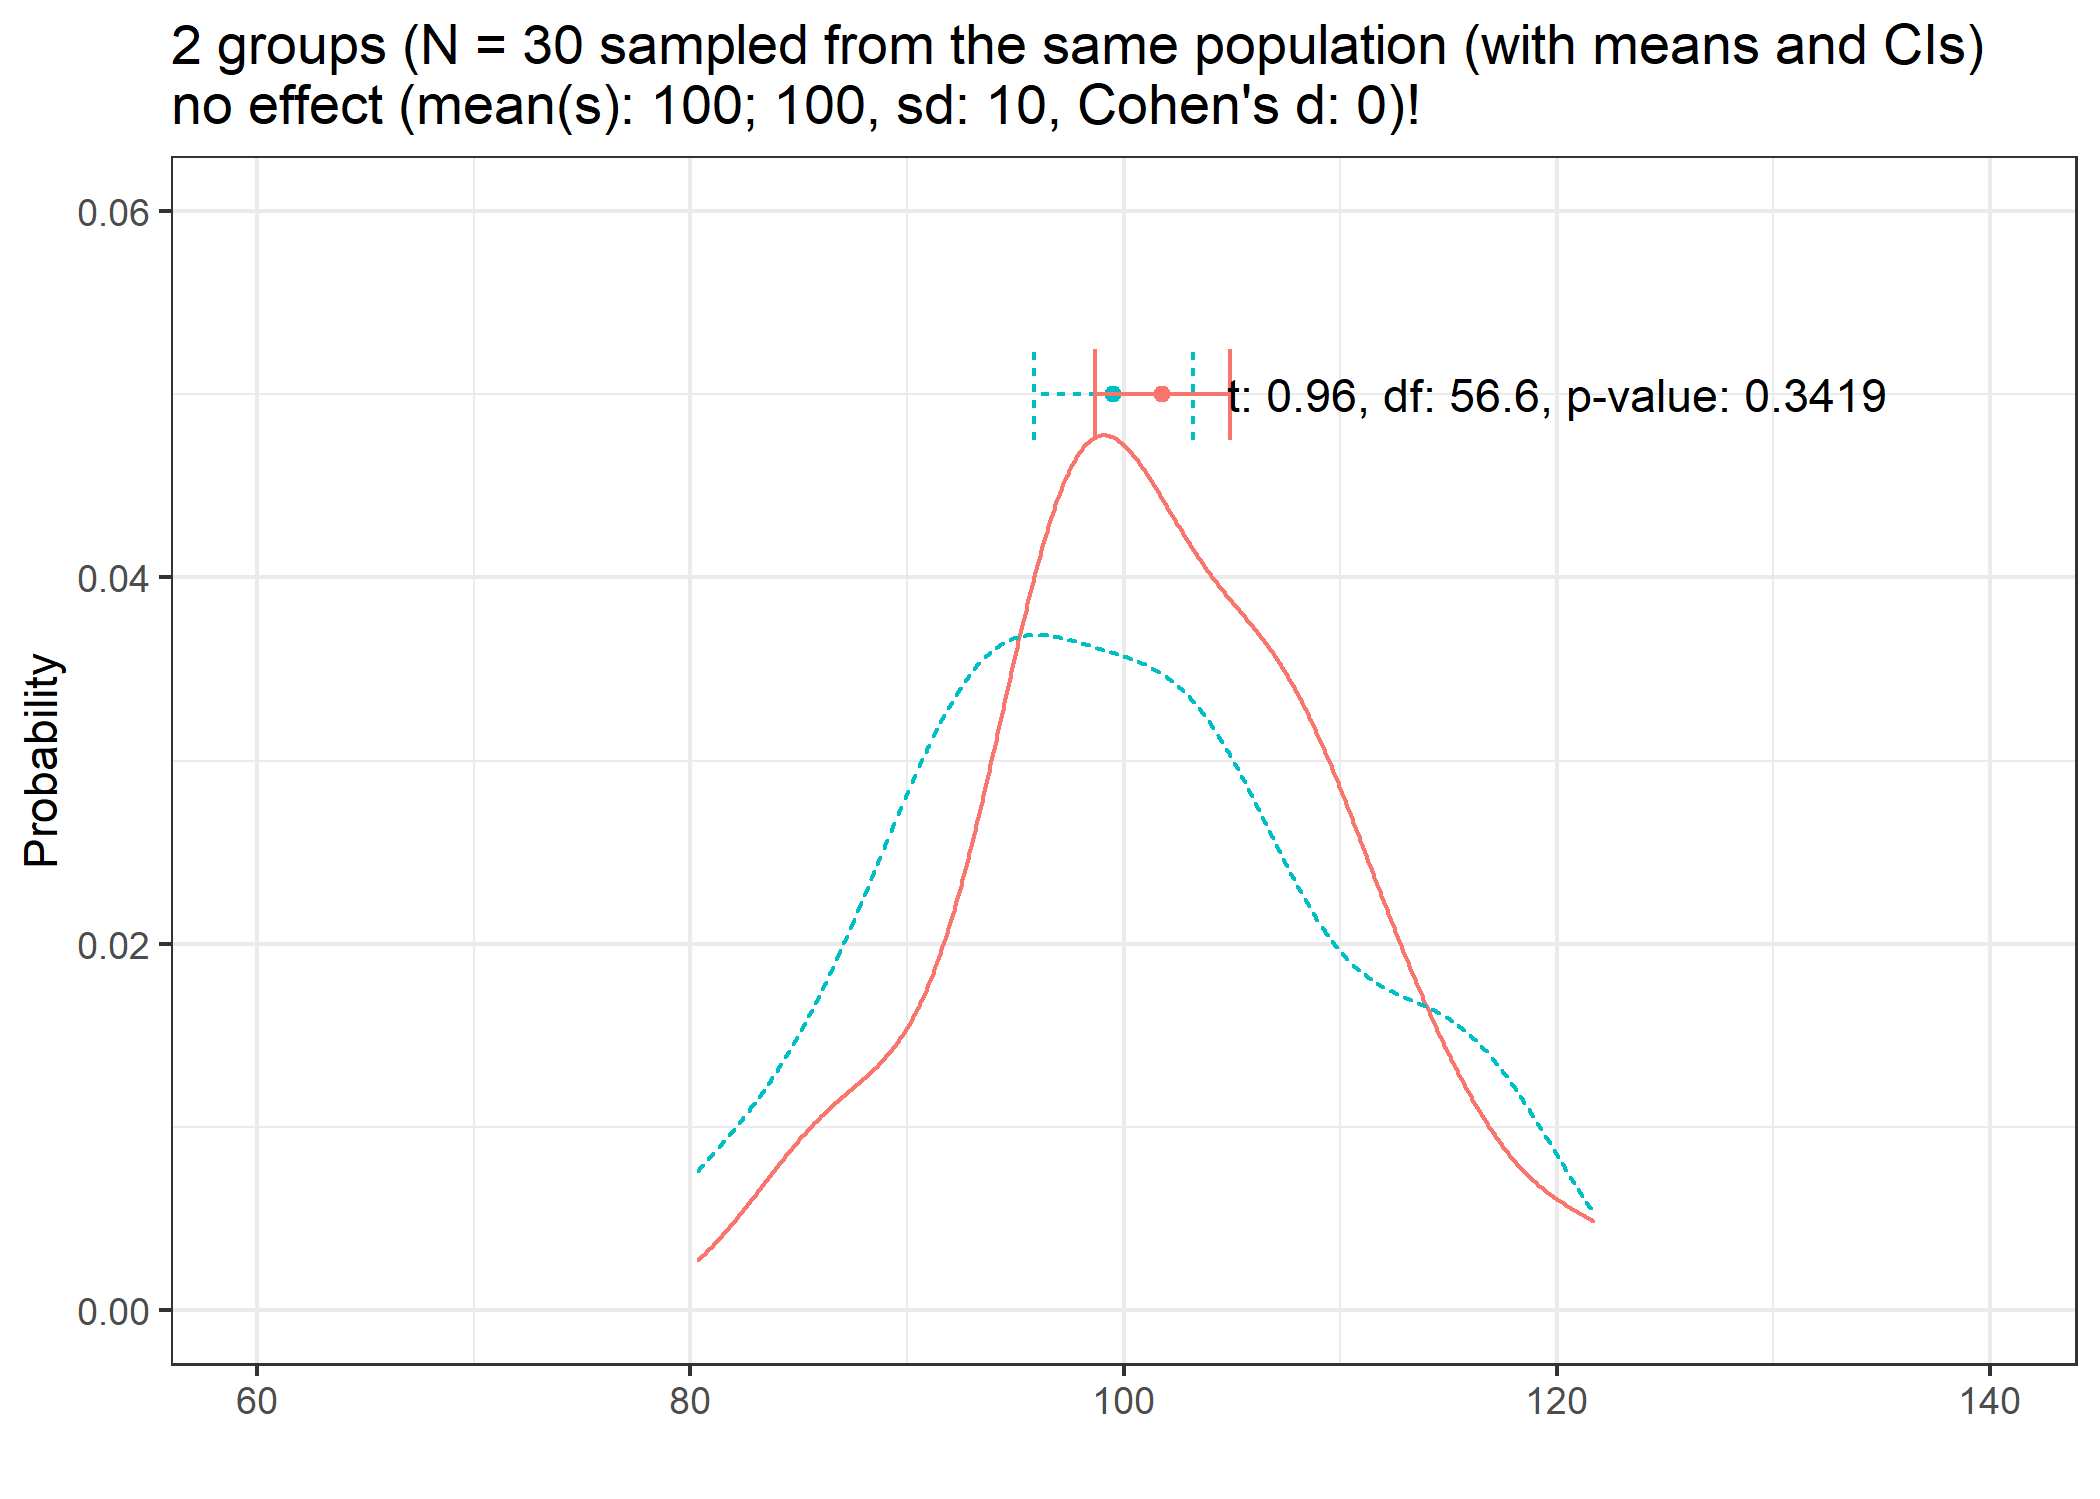 2 groups (N = 30 sampled from the same population (with means and CIs)
no effect (mean(s): 100; 100, sd: 10, Cohen's d: 0)!
0.06
t: 0.96, df: 56.6, p-value: 0.3419
0.04
Probability
0.02
0.00
60 80 100 120 140